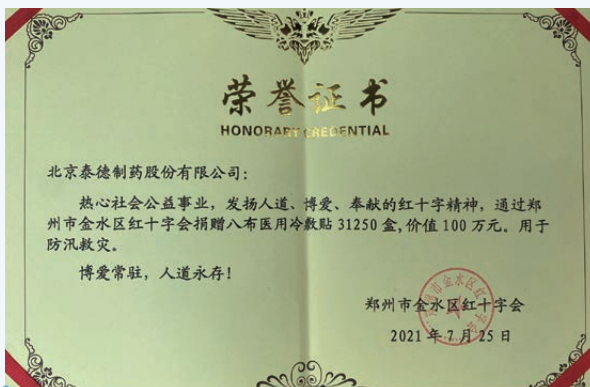 荣誉证书
HONORARY CREDENTIAL
北京泰德制药股份有限公司：
热心社会公益事业，发扬人道、博爱、奉献的红十字精神，通过郑
州市金水区红十字会捐赠八布医用冷敷贴 31250 盒，价值 100 万元。用于
防汛救灾。
博爱常驻，人道永存！
郑州市金水区红十字会
2021 年 7 月 25 日